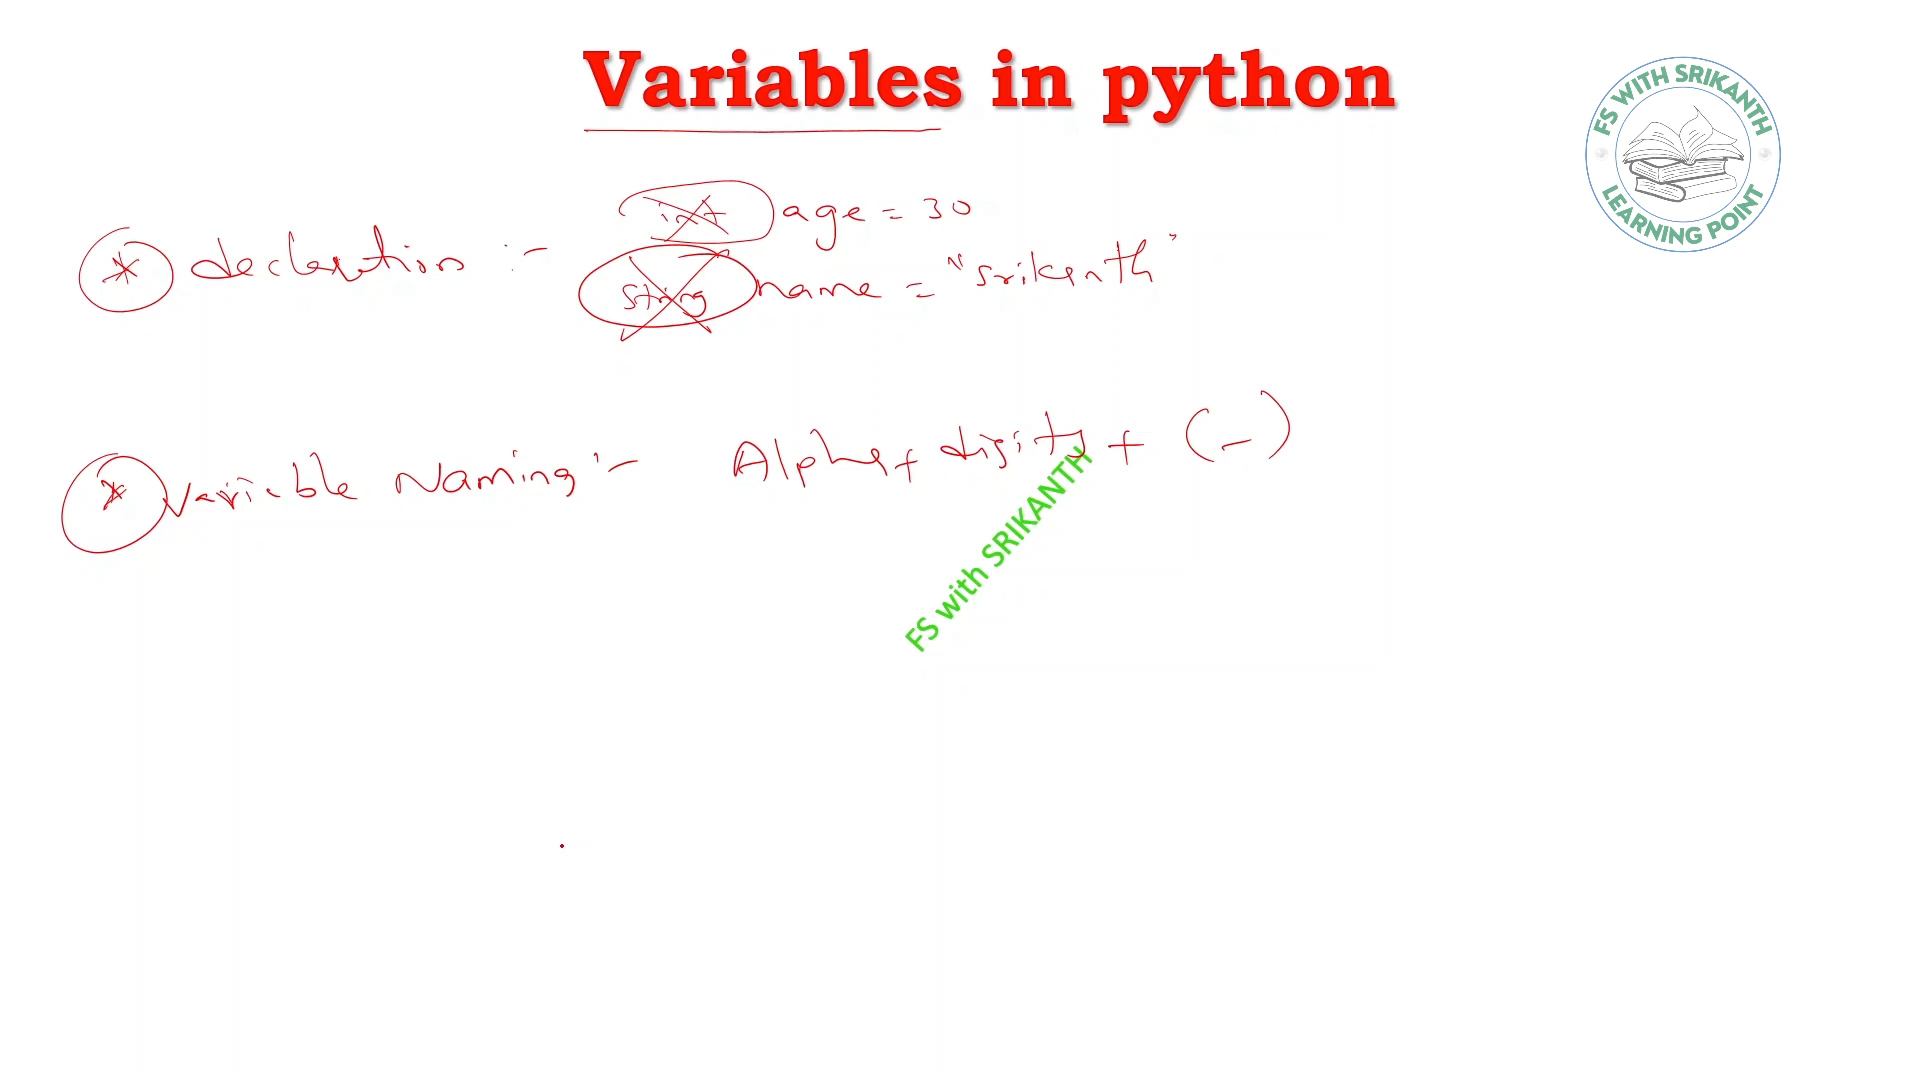 Variables in python
FS WITH SRIKANTH
LEARNING POINT
* declaration :- int age = 30
string name = "srikanth"
* Variable Naming :- Alpha + digits + (_)
FS with SRIKANTH